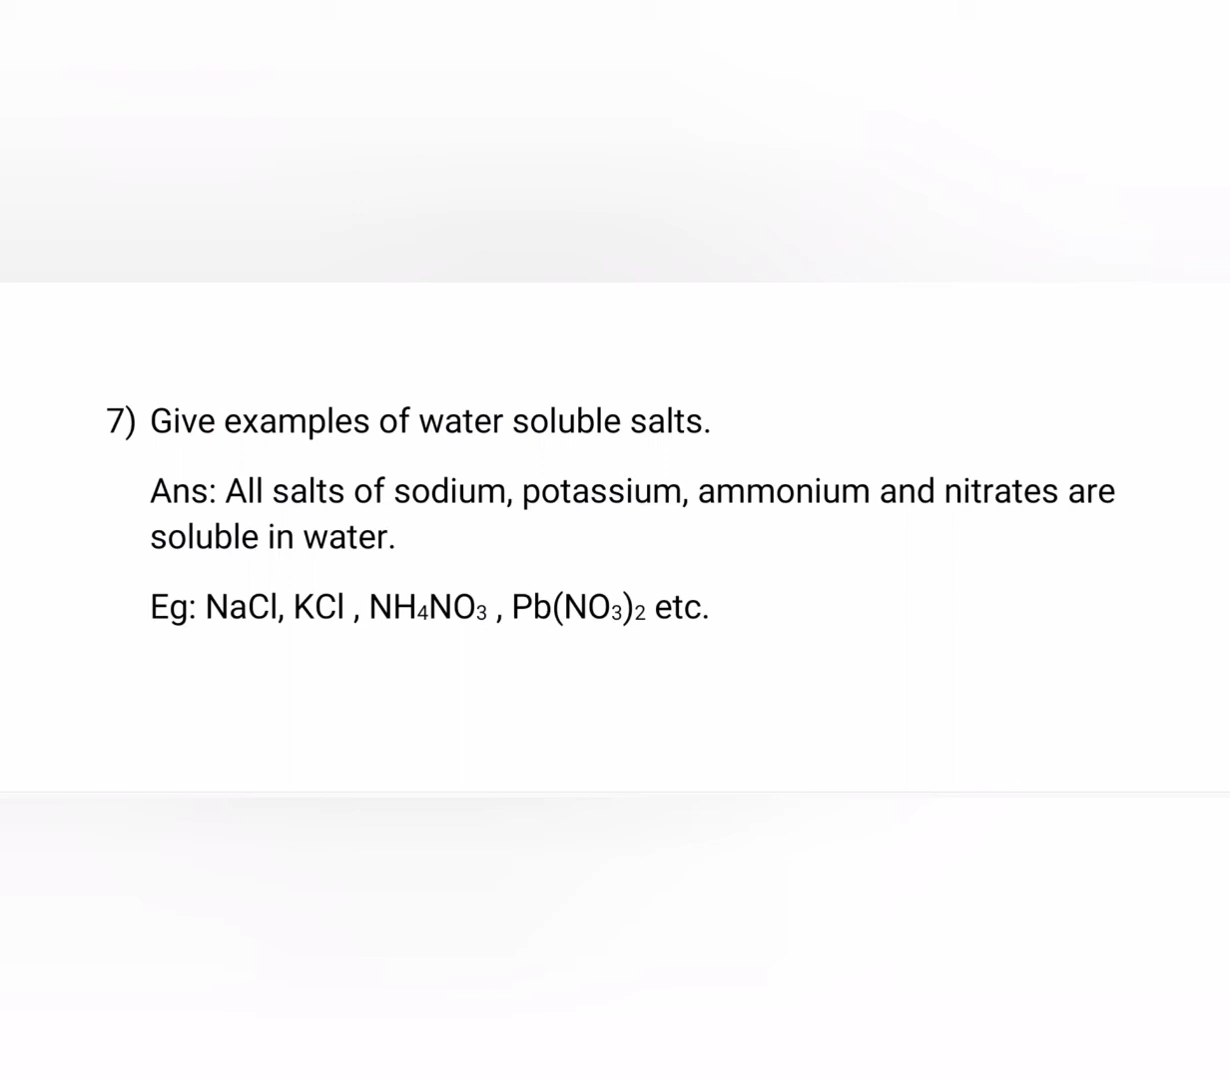 7) Give examples of water soluble salts.
Ans: All salts of sodium, potassium, ammonium and nitrates are
soluble in water.
Eg: NaCl, KCl , NH₄NO₃ , Pb(NO₃)₂ etc.